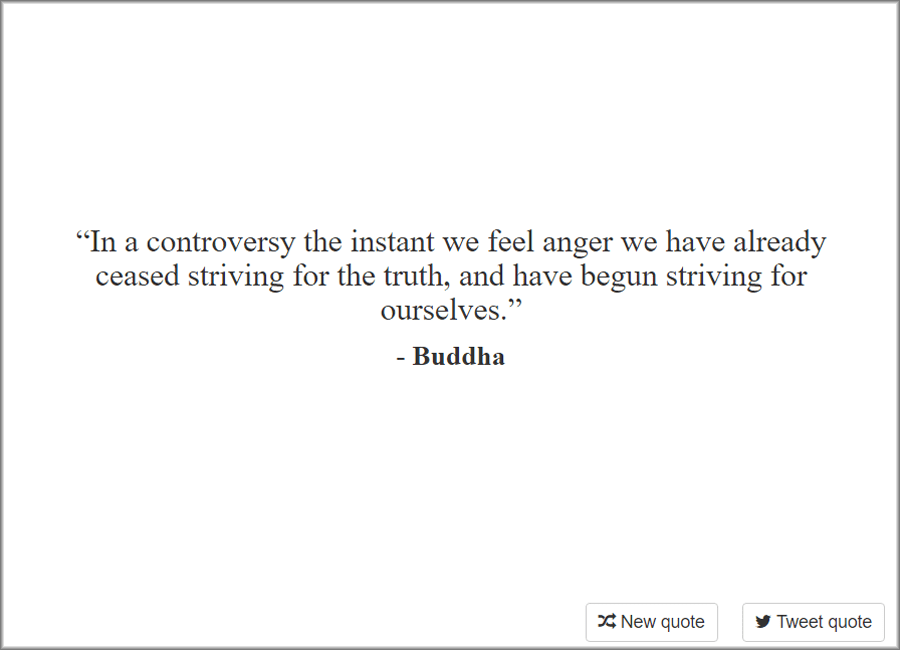 “In a controversy the instant we feel anger we have already
ceased striving for the truth, and have begun striving for
ourselves.”
- Buddha
New quote
Tweet quote